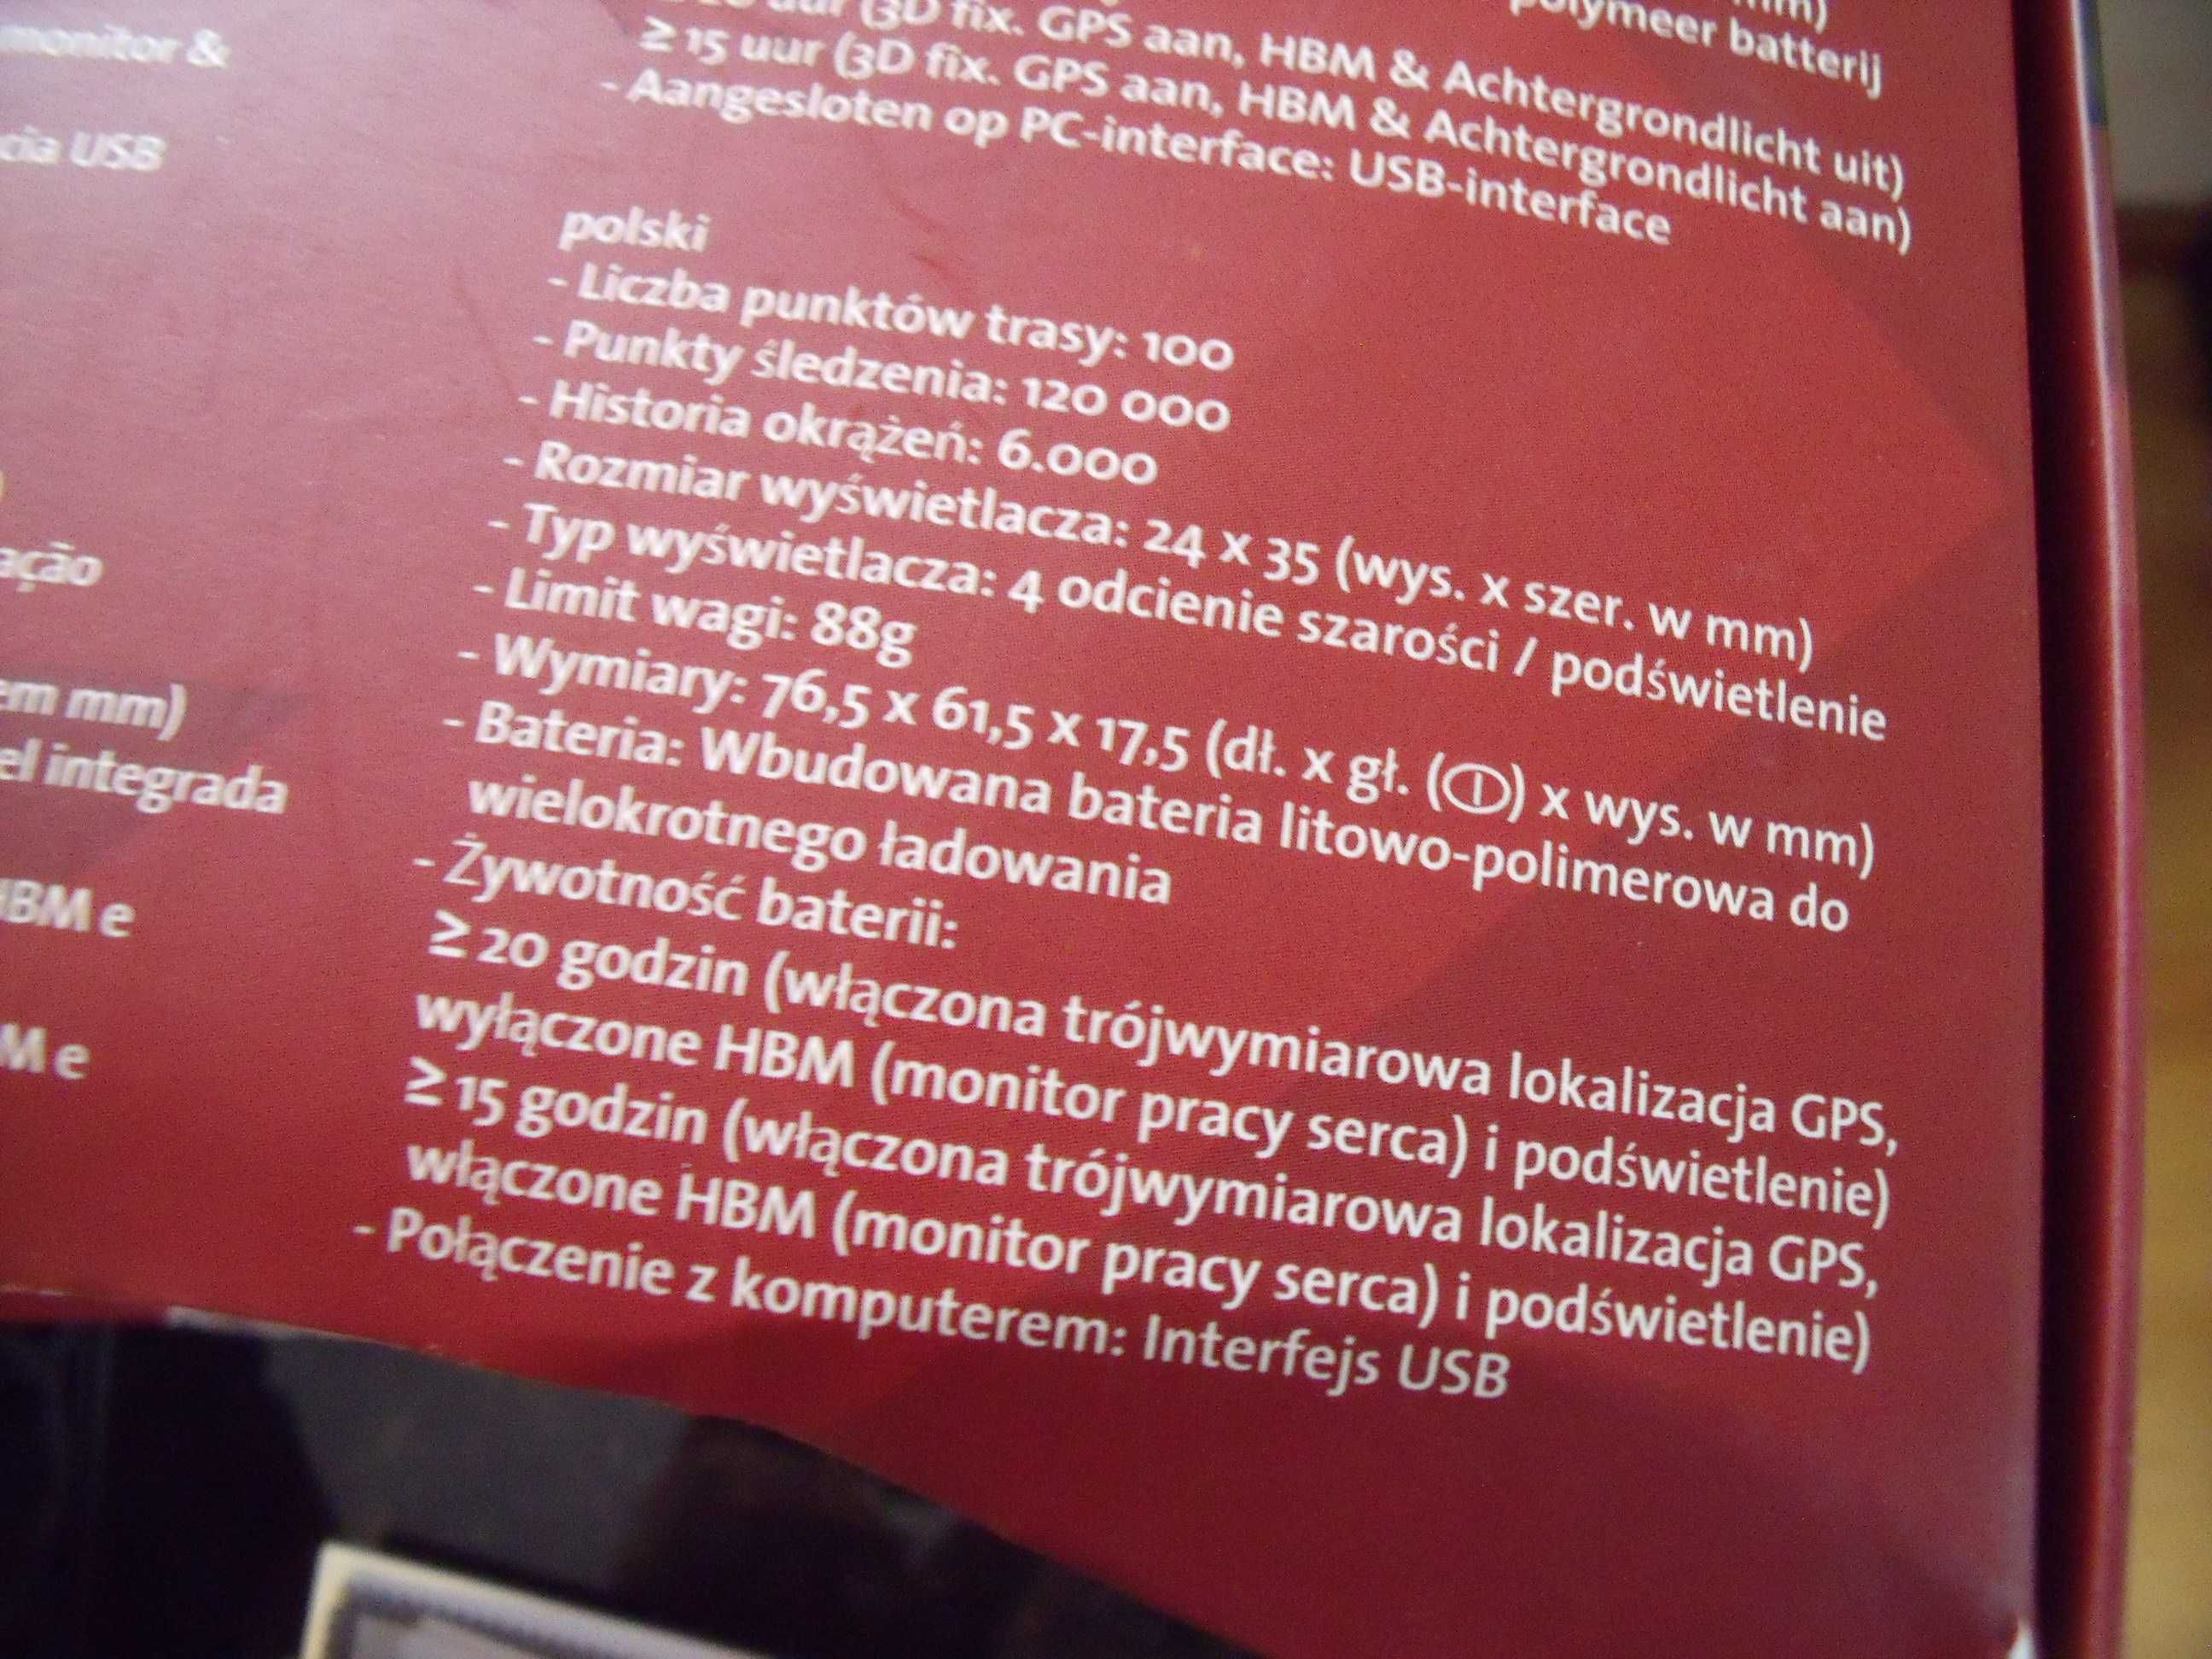 monitor &
cia USB
ação
em mm)
el integrada
HBM e
M e
mm)
polymeer batterij
uur (3D fix. GPS aan, HBM & Achtergrondlicht uit)
≥ 15 uur (3D fix. GPS aan, HBM & Achtergrondlicht aan)
- Aangesloten op PC-interface: USB-interface
polski
- Liczba punktów trasy: 100
- Punkty śledzenia: 120 000
- Historia okrążeń: 6.000
- Rozmiar wyświetlacza: 24 x 35 (wys. x szer. w mm)
- Typ wyświetlacza: 4 odcienie szarości / podświetlenie
- Limit wagi: 88g
- Wymiary: 76,5 x 61,5 x 17,5 (dł. x gł. (⦶) x wys. w mm)
- Bateria: Wbudowana bateria litowo-polimerowa do
wielokrotnego ładowania
- Żywotność baterii:
≥ 20 godzin (włączona trójwymiarowa lokalizacja GPS,
wyłączone HBM (monitor pracy serca) i podświetlenie)
≥ 15 godzin (włączona trójwymiarowa lokalizacja GPS,
włączone HBM (monitor pracy serca) i podświetlenie)
- Połączenie z komputerem: Interfejs USB